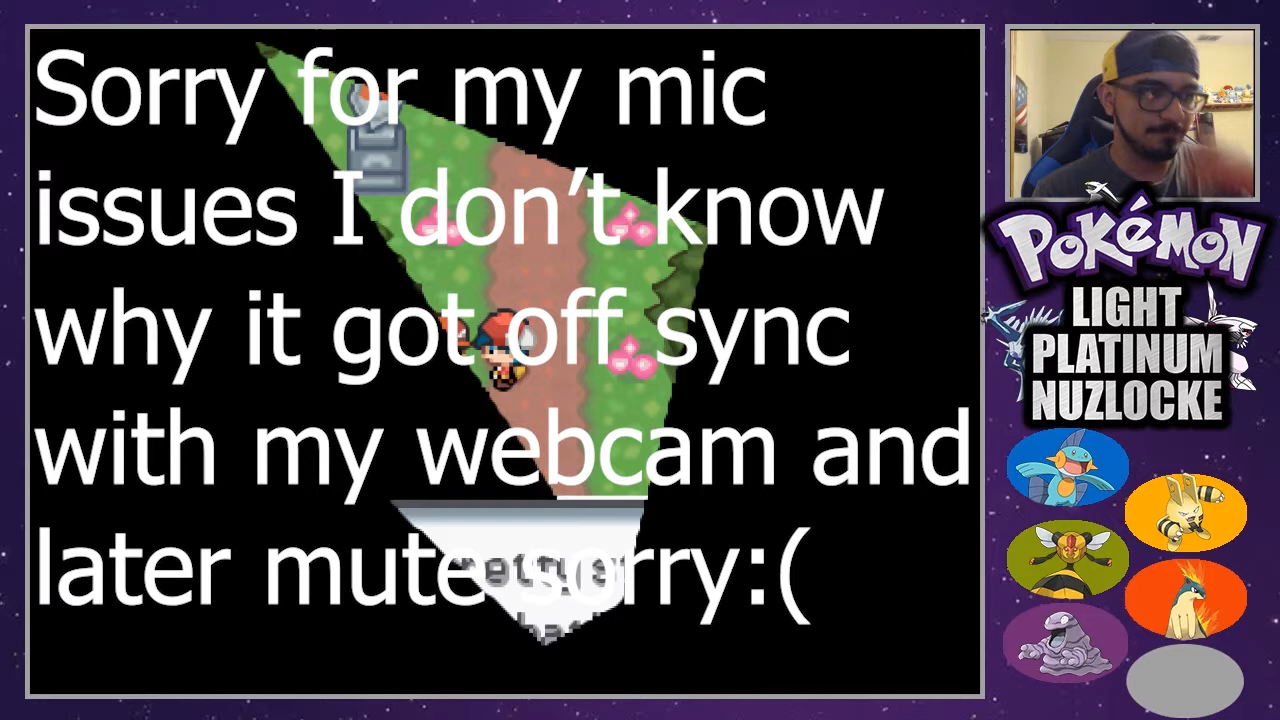 Sorry for my mic
issues I don't know
why it got off sync
with my webcam and
later mute sorry:(
POKéMON
LIGHT
PLATINUM
NUZLOCKE